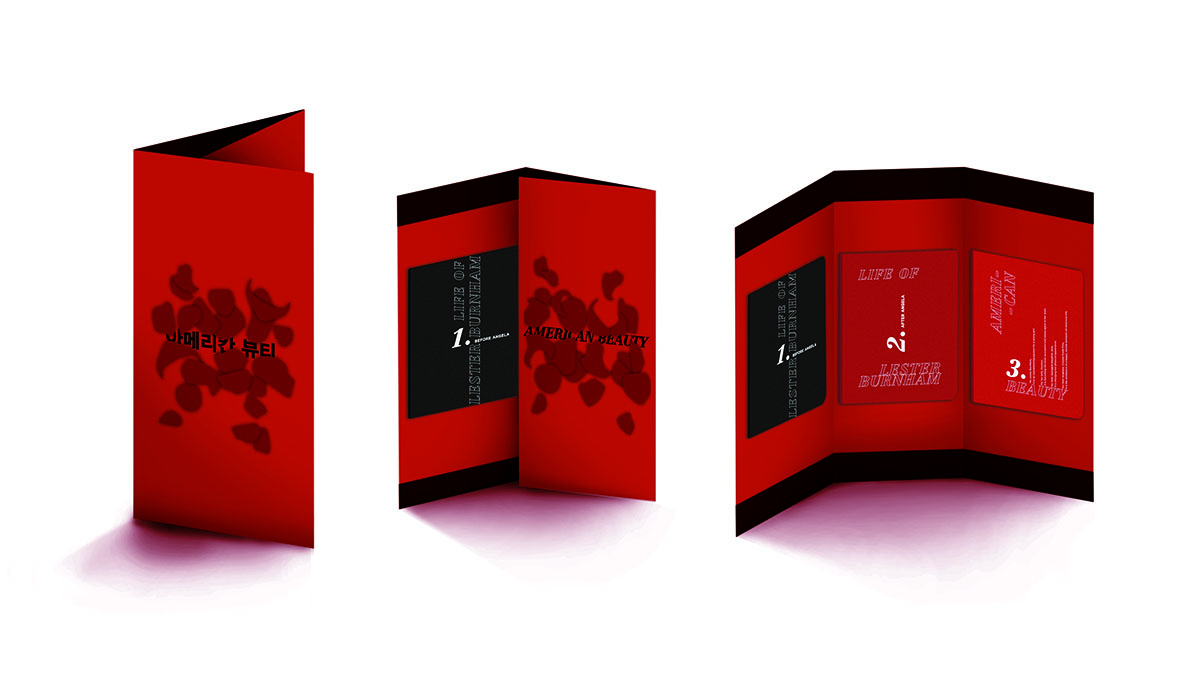 아메리칸 뷰티
LIFE OF
LESTER BURNHAM
1. BEFORE ANGELA
AMERICAN BEAUTY
LIFE OF
LESTER BURNHAM
1. BEFORE ANGELA
LIFE OF
2. AFTER ANGELA
LESTER
BURNHAM
AMERI
CAN
3.
BEAUTY